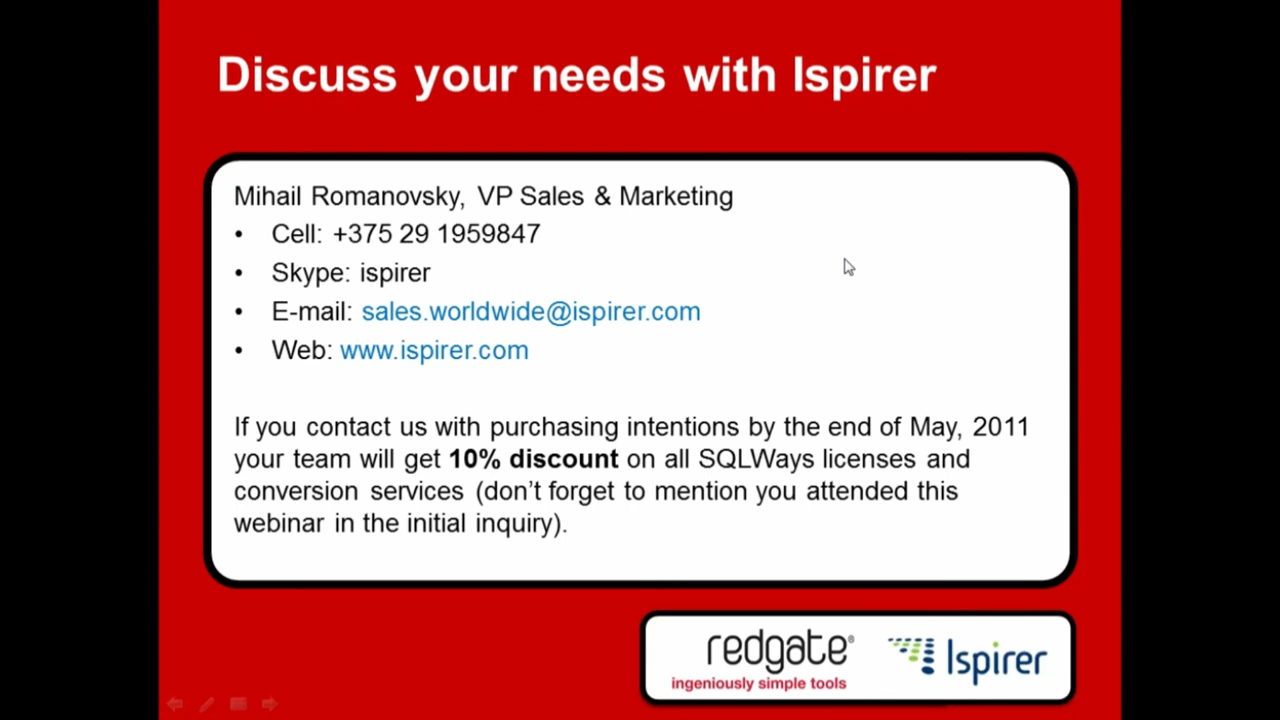 Discuss your needs with Ispirer
Mihail Romanovsky, VP Sales & Marketing
• Cell: +375 29 1959847
• Skype: ispirer
• E-mail: sales.worldwide@ispirer.com
• Web: www.ispirer.com
If you contact us with purchasing intentions by the end of May, 2011
your team will get 10% discount on all SQLWays licenses and
conversion services (don’t forget to mention you attended this
webinar in the initial inquiry).
redgate®
ingeniously simple tools
Ispirer